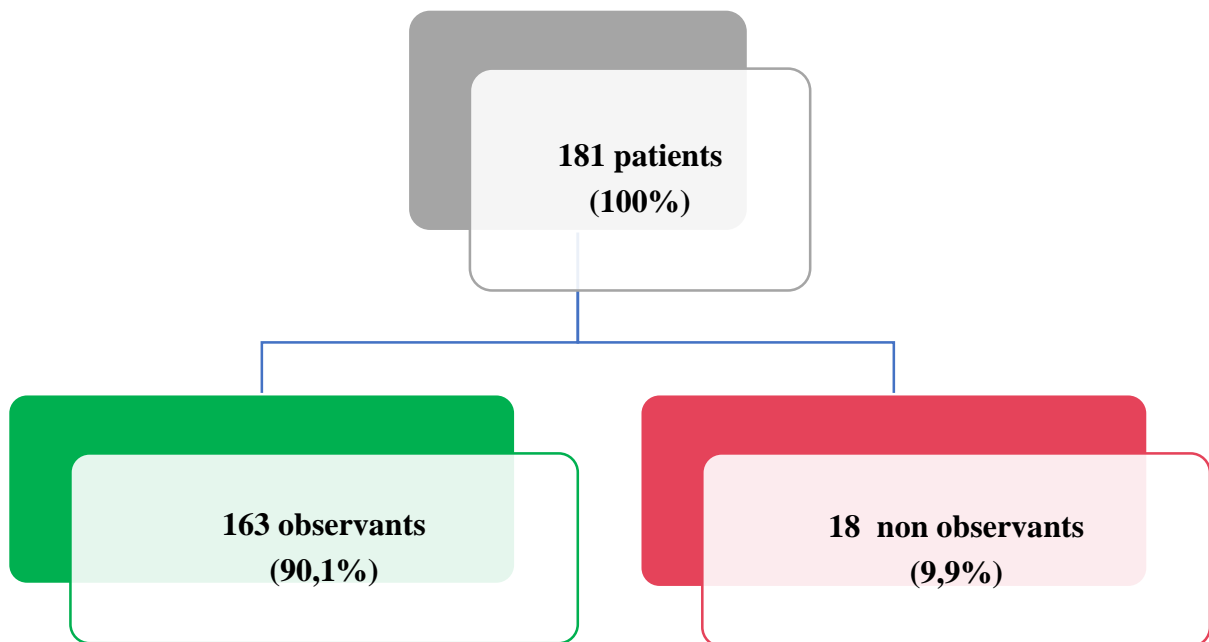 181 patients
(100%)
163 observants
(90,1%)
18 non observants
(9,9%)